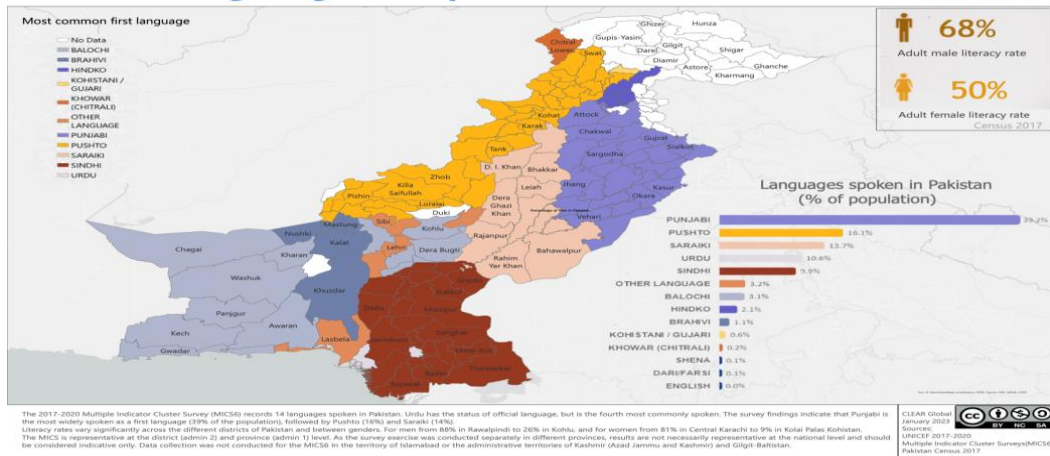 Most common first language
No Data
BALOCHI
BRAHIVI
HINDKO
KOHISTANI /
GUJARI
KHOWAR
(CHITRALI)
OTHER
LANGUAGE
PUNJABI
PUSHTO
SARAIKI
SINDHI
URDU
Chitral
Lower
Swat
Ghizer
Hunza
Gupis-Yasin
Darel
Gilgit
Shigar
Diamir
Astore
Ghanche
Kharmang
Kohat
Karak
Tank
Attock
Chakwal
Gujrat
Sialkot
Sargodha
Jhang
Kasur
Okara
Vehari
D. I. Khan
Bhakkar
Leiah
Dera
Ghazi
Khan
Rajanpur
Bahawalpur
Rahim
Yar Khan
Zhob
Killa
Saifullah
Pishin
Loralai
Duki
Sibi
Kohlu
Mastung
Nushki
Kalat
Lehri
Dera Bugti
Chagai
Kharan
Washuk
Khuzdar
Panjgur
Awaran
Kech
Gwadar
Lasbela
Dadu
Ghotki
Sukkur
Khairpur
Sanghar
Jamshoro
Umer Kot
Tharparkar
Badin
Sujawal
68%
Adult male literacy rate
50%
Adult female literacy rate
Census 2017
Languages spoken in Pakistan
(% of population)
PUNJABI 39.2%
PUSHTO 16.1%
SARAIKI 13.7%
URDU 10.6%
SINDHI 9.9%
OTHER LANGUAGE 3.2%
BALOCHI 3.1%
HINDKO 2.1%
BRAHIVI 1.1%
KOHISTANI / GUJARI 0.6%
KHOWAR (CHITRALI) 0.2%
SHENA 0.1%
DARI/FARSI 0.1%
ENGLISH 0.0%
The 2017-2020 Multiple Indicator Cluster Survey (MICS6) records 14 languages spoken in Pakistan. Urdu has the status of official language, but is the fourth most commonly spoken. The survey findings indicate that Punjabi is
the most widely spoken as a first language (39% of the population), followed by Pushto (16%) and Saraiki (14%).
Literacy rates vary significantly across the different districts of Pakistan and between genders. For men from 88% in Rawalpindi to 26% in Kohlu, and for women from 81% in Central Karachi to 9% in Kolai Palas Kohistan.
The MICS is representative at the district (admin 2) and province (admin 1) level. As the survey exercise was conducted separately in different provinces, results are not necessarily representative at the national level and should
be considered indicative only. Data collection was not conducted for the MICS6 in the territory of Islamabad or the administrative territories of Kashmir (Azad Jammu and Kashmir) and Gilgit-Baltistan.
CLEAR Global
January 2023
Sources:
UNICEF 2017-2020
Multiple Indicator Cluster Surveys(MICS6
Pakistan Census 2017
CC BY NC SA